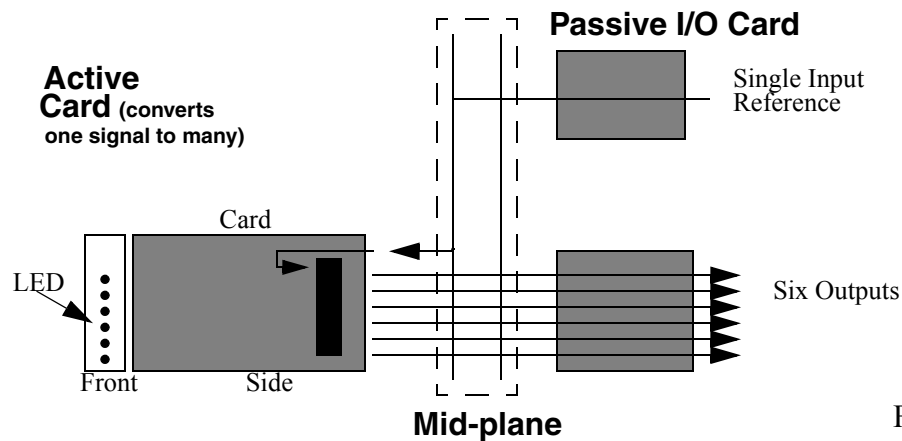 Passive I/O Card
Active
Card (converts
one signal to many)
Single Input
Reference
Card
LED
Six Outputs
Front
Side
Mid-plane